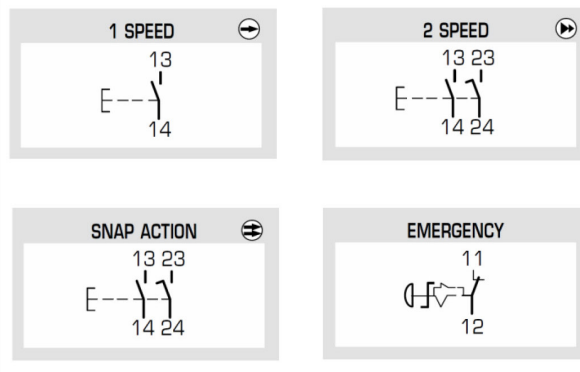 1 SPEED
13
14
2 SPEED
13 23
14 24
SNAP ACTION
13 23
14 24
EMERGENCY
11
12